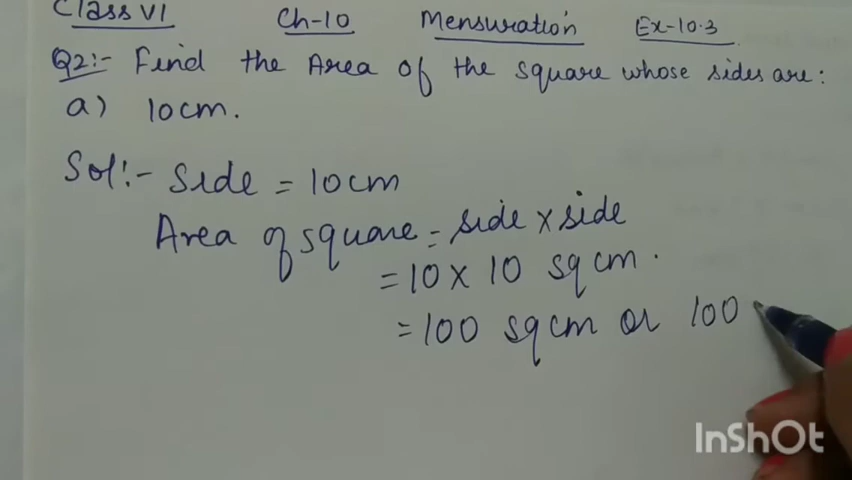 Class VI Ch-10 Mensuration Ex-10.3
Q2:- Find the Area of the square whose sides are:
a) 10cm.
Sol:- Side = 10cm
Area of square = side x side
= 10 x 10 sq cm.
= 100 sq cm or 100
InShOt